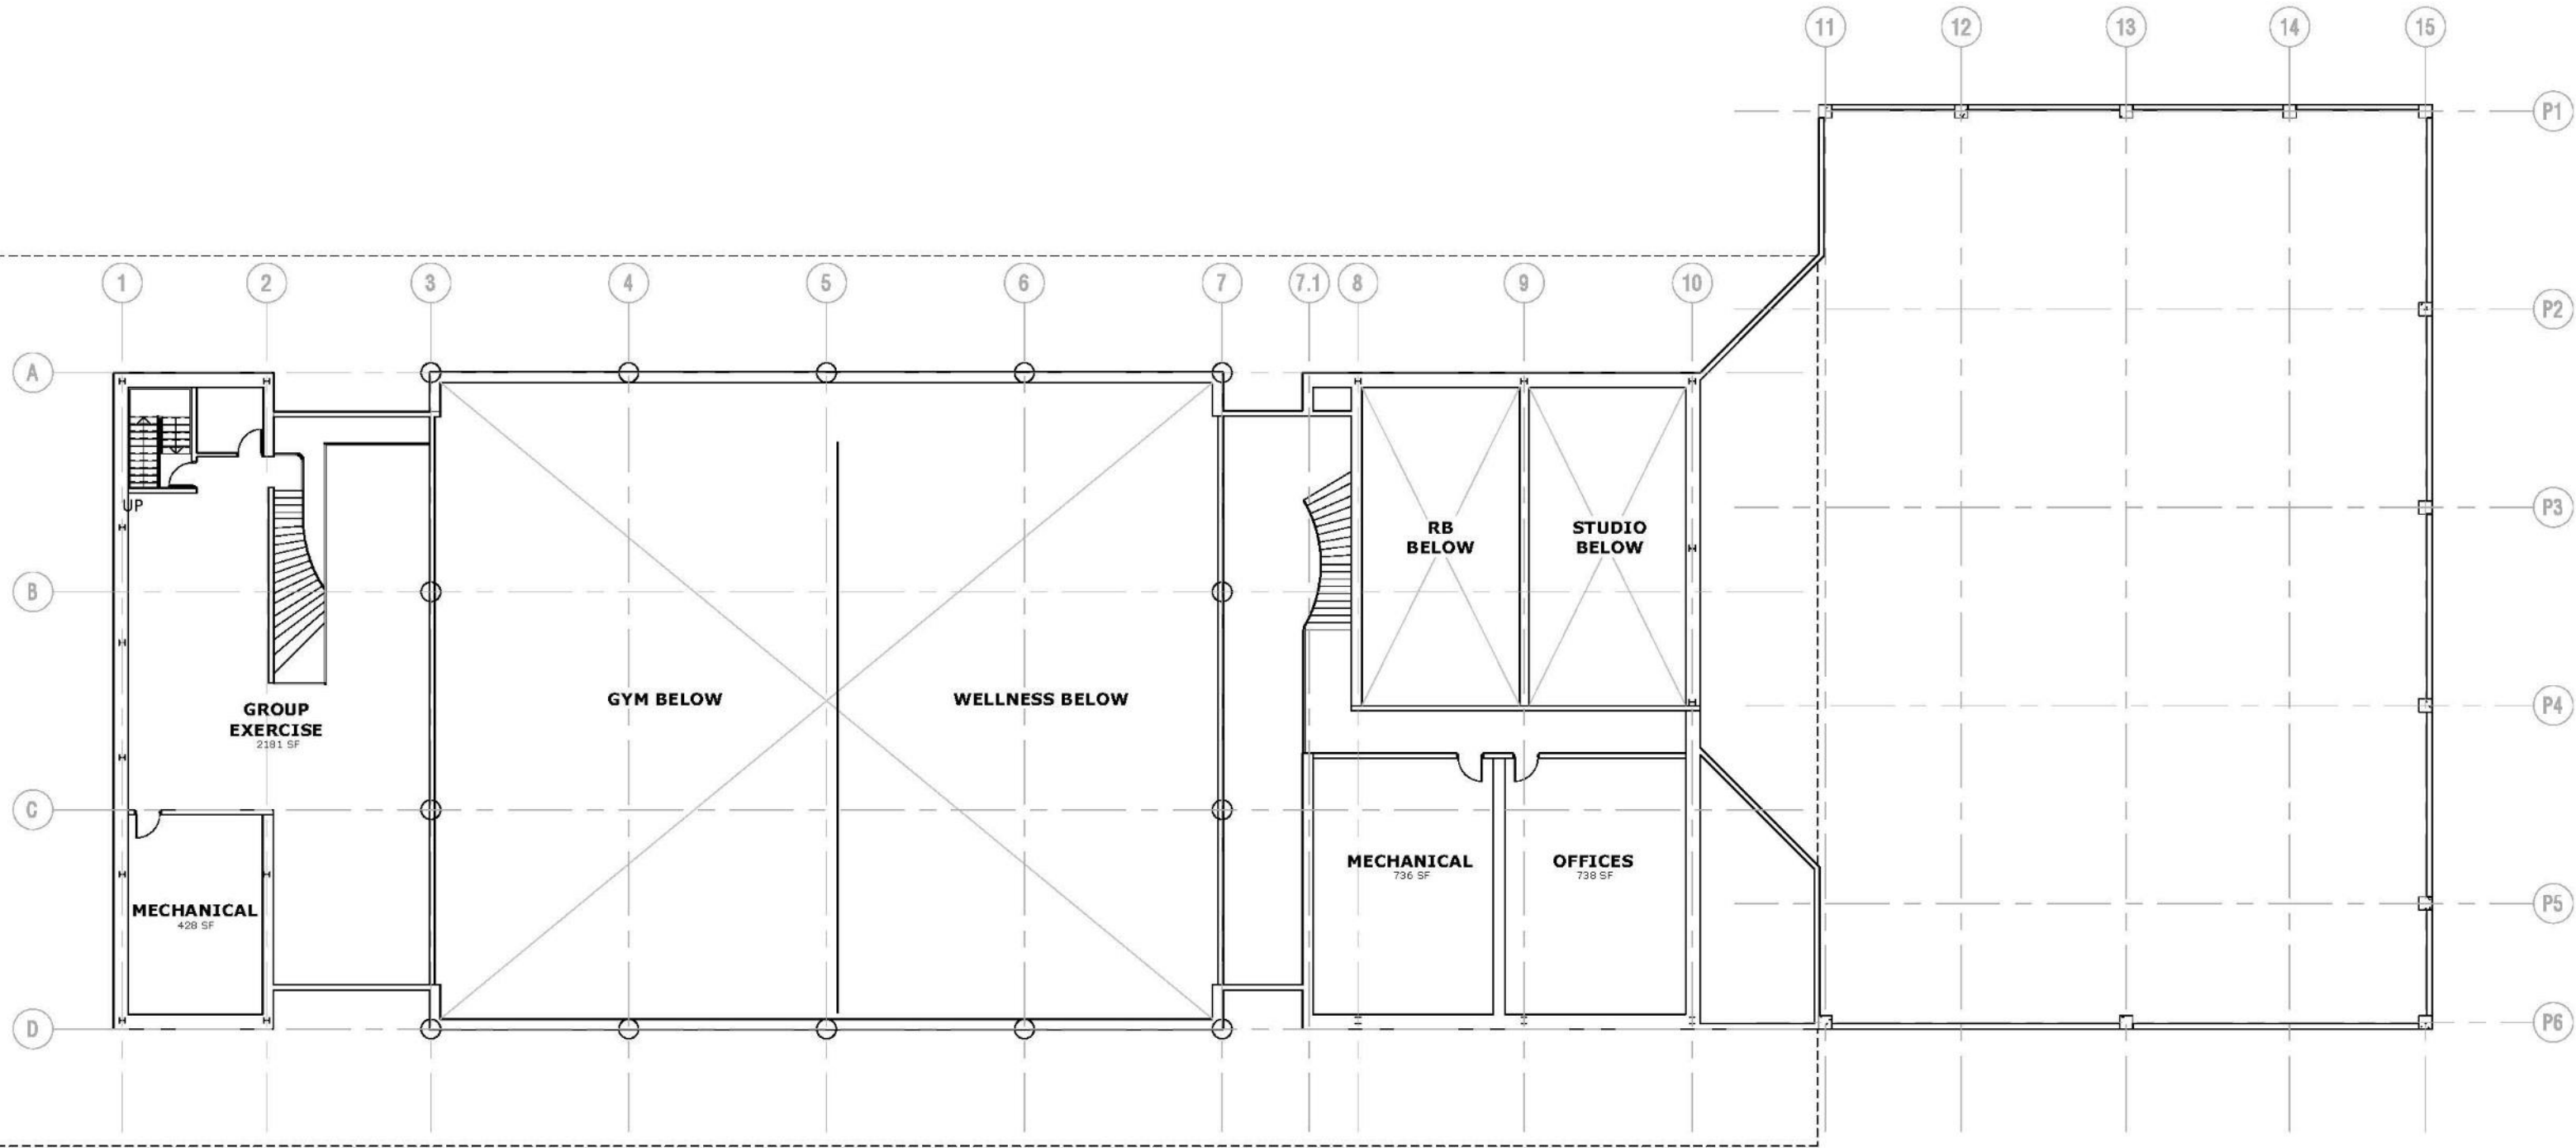 11 12 13 14 15
P1
1 2 3 4 5 6 7 7.1 8 9 10
P2
A
UP
P3
RB
BELOW
STUDIO
BELOW
B
GYM BELOW
WELLNESS BELOW
P4
GROUP
EXERCISE
2181 SF
C
MECHANICAL
736 SF
OFFICES
738 SF
P5
MECHANICAL
428 SF
D
P6